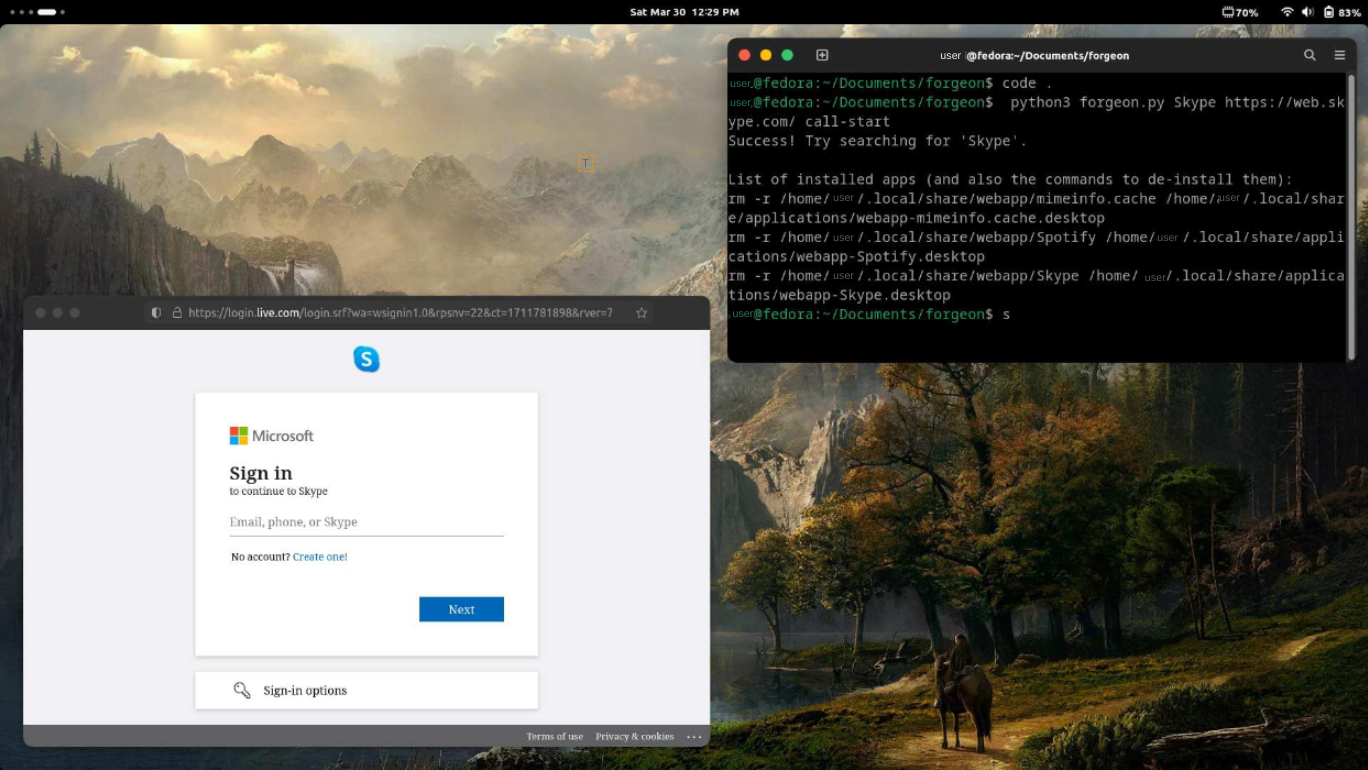 Sat Mar 30 12:29 PM
70%
83%
user @fedora:~/Documents/forgeon
user@fedora:~/Documents/forgeon$ code .
user@fedora:~/Documents/forgeon$ python3 forgeon.py Skype https://web.sk
ype.com/ call-start
Success! Try searching for 'Skype'.
List of installed apps (and also the commands to de-install them):
rm -r /home/user/.local/share/webapp/mimeinfo.cache /home/user/.local/shar
e/applications/webapp-mimeinfo.cache.desktop
rm -r /home/user/.local/share/webapp/Spotify /home/user/.local/share/appli
cations/webapp-Spotify.desktop
rm -r /home/user/.local/share/webapp/Skype /home/user/.local/share/applica
tions/webapp-Skype.desktop
user@fedora:~/Documents/forgeon$ s
T
https://login.live.com/login.srf?wa=wsignin1.0&rpsnv=22&ct=1711781898&rver=7
S
Microsoft
Sign in
to continue to Skype
Email, phone, or Skype
No account? Create one!
Next
Sign-in options
Terms of use Privacy & cookies ...